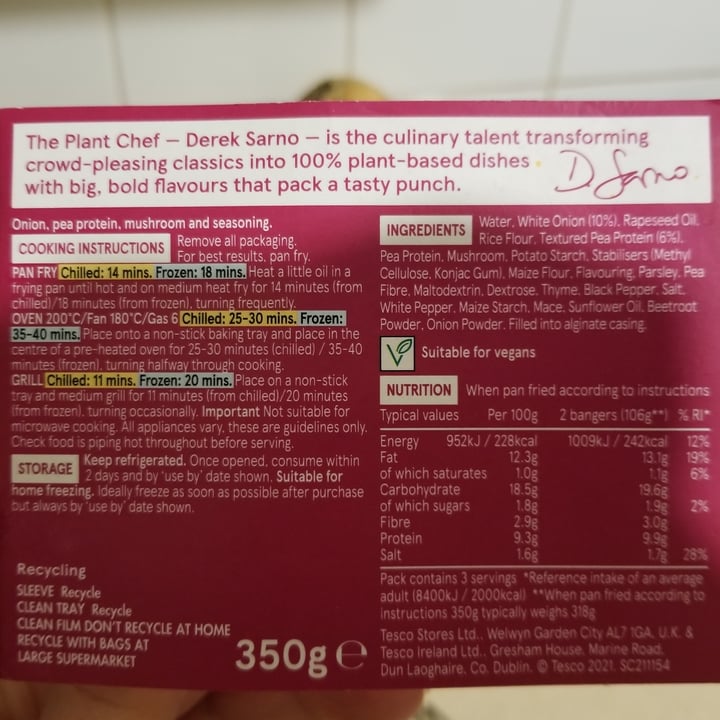 The Plant Chef — Derek Sarno — is the culinary talent transforming
crowd-pleasing classics into 100% plant-based dishes
with big, bold flavours that pack a tasty punch.
D. Sarno
Onion, pea protein, mushroom and seasoning.
COOKING INSTRUCTIONS Remove all packaging.
For best results, pan fry.
PAN FRY Chilled: 14 mins. Frozen: 18 mins. Heat a little oil in a
frying pan until hot and on medium heat fry for 14 minutes (from
chilled)/18 minutes (from frozen), turning frequently.
OVEN 200°C/Fan 180°C/Gas 6 Chilled: 25-30 mins. Frozen:
35-40 mins. Place onto a non-stick baking tray and place in the
centre of a pre-heated oven for 25-30 minutes (chilled) / 35-40
minutes (frozen), turning halfway through cooking.
GRILL Chilled: 11 mins. Frozen: 20 mins. Place on a non-stick
tray and medium grill for 11 minutes (from chilled)/20 minutes
(from frozen), turning occasionally. Important Not suitable for
microwave cooking. All appliances vary, these are guidelines only.
Check food is piping hot throughout before serving.
STORAGE Keep refrigerated. Once opened, consume within
2 days and by 'use by' date shown. Suitable for
home freezing. Ideally freeze as soon as possible after purchase
but always by 'use by' date shown.
Recycling
SLEEVE Recycle
CLEAN TRAY Recycle
CLEAN FILM DON'T RECYCLE AT HOME
RECYCLE WITH BAGS AT
LARGE SUPERMARKET
350g ℮
INGREDIENTS Water, White Onion (10%), Rapeseed Oil,
Rice Flour, Textured Pea Protein (6%),
Pea Protein, Mushroom, Potato Starch, Stabilisers (Methyl
Cellulose, Konjac Gum), Maize Flour, Flavouring, Parsley, Pea
Fibre, Maltodextrin, Dextrose, Thyme, Black Pepper, Salt,
White Pepper, Maize Starch, Mace, Sunflower Oil, Beetroot
Powder, Onion Powder. Filled into alginate casing.
V Suitable for vegans
NUTRITION When pan fried according to instructions
Typical values Per 100g 2 bangers (106g**) % RI*
Energy 952kJ / 228kcal 1009kJ / 242kcal 12%
Fat 12.3g 13.1g 19%
of which saturates 1.0g 1.1g 6%
Carbohydrate 18.5g 19.6g
of which sugars 1.8g 1.9g 2%
Fibre 2.9g 3.0g
Protein 9.3g 9.9g
Salt 1.6g 1.7g 28%
Pack contains 3 servings *Reference intake of an average
adult (8400kJ / 2000kcal) **When pan fried according to
instructions 350g typically weighs 318g
Tesco Stores Ltd., Welwyn Garden City AL7 1GA, U.K. &
Tesco Ireland Ltd., Gresham House, Marine Road,
Dun Laoghaire, Co. Dublin. © Tesco 2021. SC211154